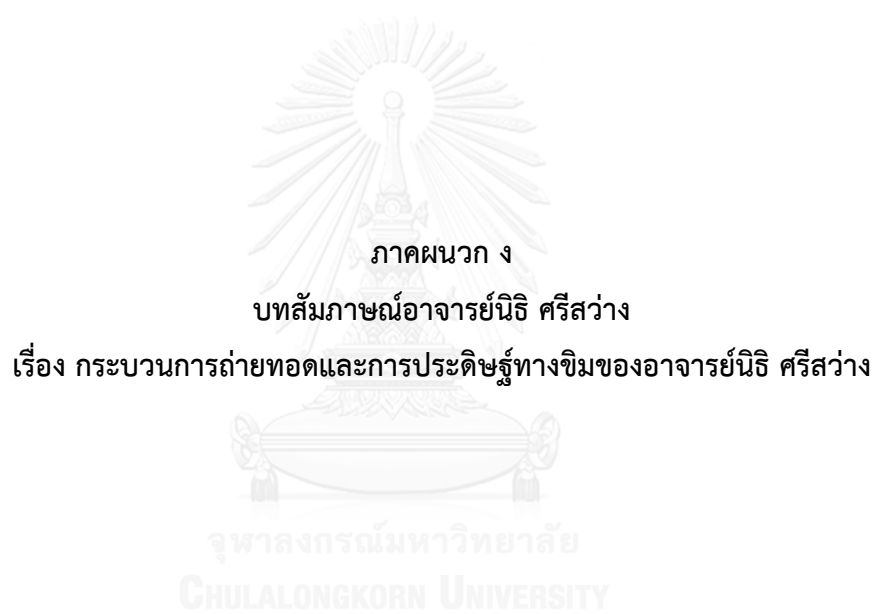 ภาคผนวก ง
บทสัมภาษณ์อาจารย์นิธิ ศรีสว่าง
เรื่อง กระบวนการถ่ายทอดและการประดิษฐ์ทางขิมของอาจารย์นิธิ ศรีสว่าง
จุฬาลงกรณ์มหาวิทยาลัย
CHULALONGKORN UNIVERSITY